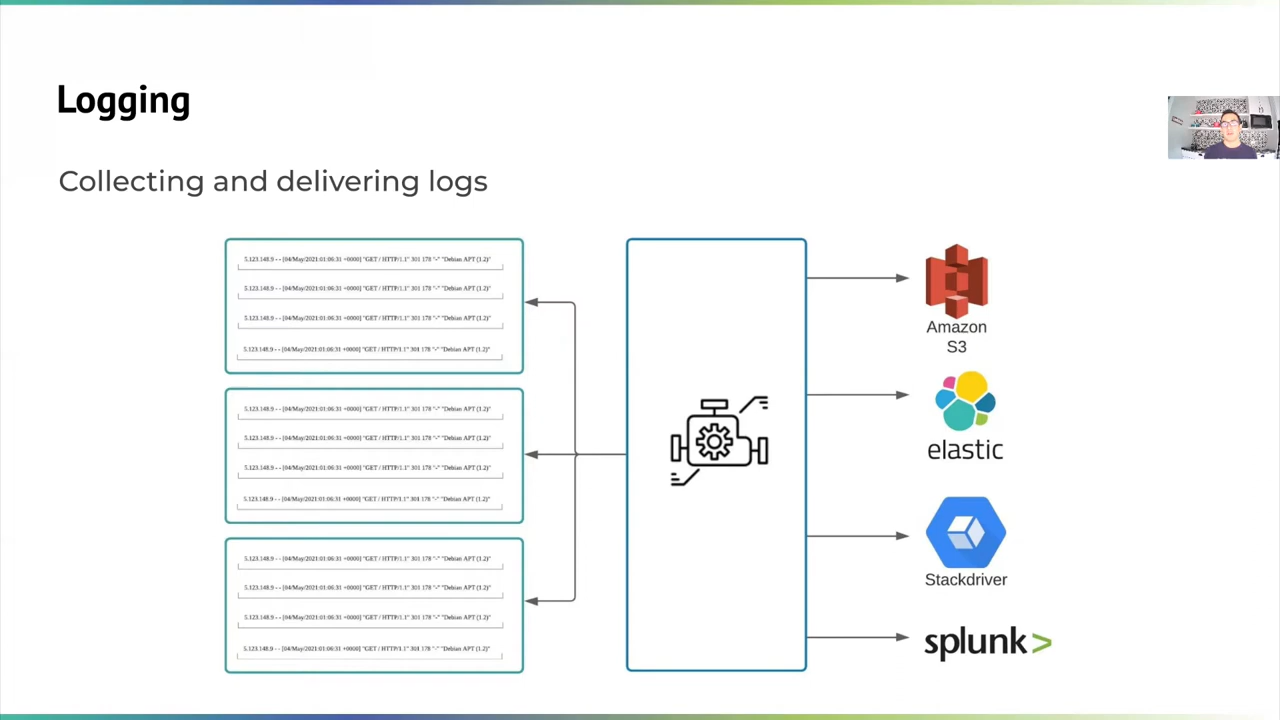 Logging
Collecting and delivering logs
5.123.148.9 - - [04/May/2021:01:06:31 +0000] "GET / HTTP/1.1" 301 178 "-" "Debian APT (1.2)"
5.123.148.9 - - [04/May/2021:01:06:31 +0000] "GET / HTTP/1.1" 301 178 "-" "Debian APT (1.2)"
5.123.148.9 - - [04/May/2021:01:06:31 +0000] "GET / HTTP/1.1" 301 178 "-" "Debian APT (1.2)"
5.123.148.9 - - [04/May/2021:01:06:31 +0000] "GET / HTTP/1.1" 301 178 "-" "Debian APT (1.2)"
5.123.148.9 - - [04/May/2021:01:06:31 +0000] "GET / HTTP/1.1" 301 178 "-" "Debian APT (1.2)"
5.123.148.9 - - [04/May/2021:01:06:31 +0000] "GET / HTTP/1.1" 301 178 "-" "Debian APT (1.2)"
5.123.148.9 - - [04/May/2021:01:06:31 +0000] "GET / HTTP/1.1" 301 178 "-" "Debian APT (1.2)"
5.123.148.9 - - [04/May/2021:01:06:31 +0000] "GET / HTTP/1.1" 301 178 "-" "Debian APT (1.2)"
5.123.148.9 - - [04/May/2021:01:06:31 +0000] "GET / HTTP/1.1" 301 178 "-" "Debian APT (1.2)"
5.123.148.9 - - [04/May/2021:01:06:31 +0000] "GET / HTTP/1.1" 301 178 "-" "Debian APT (1.2)"
5.123.148.9 - - [04/May/2021:01:06:31 +0000] "GET / HTTP/1.1" 301 178 "-" "Debian APT (1.2)"
5.123.148.9 - - [04/May/2021:01:06:31 +0000] "GET / HTTP/1.1" 301 178 "-" "Debian APT (1.2)"
Amazon
S3
elastic
Stackdriver
splunk>